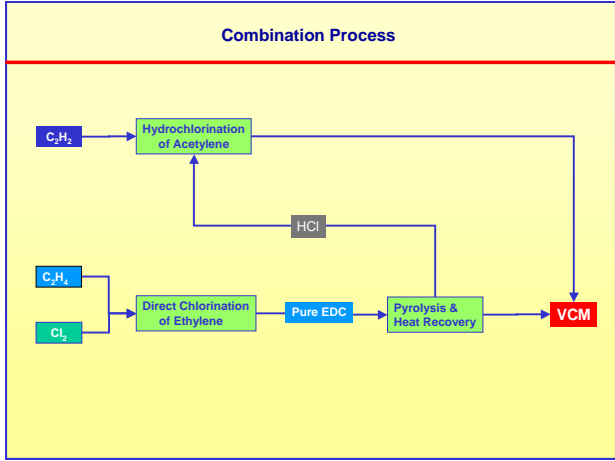 Combination Process
C₂H₂
Hydrochlorination
of Acetylene
HCl
C₂H₄
Direct Chlorination
of Ethylene
Pure EDC
Pyrolysis &
Heat Recovery
VCM
Cl₂